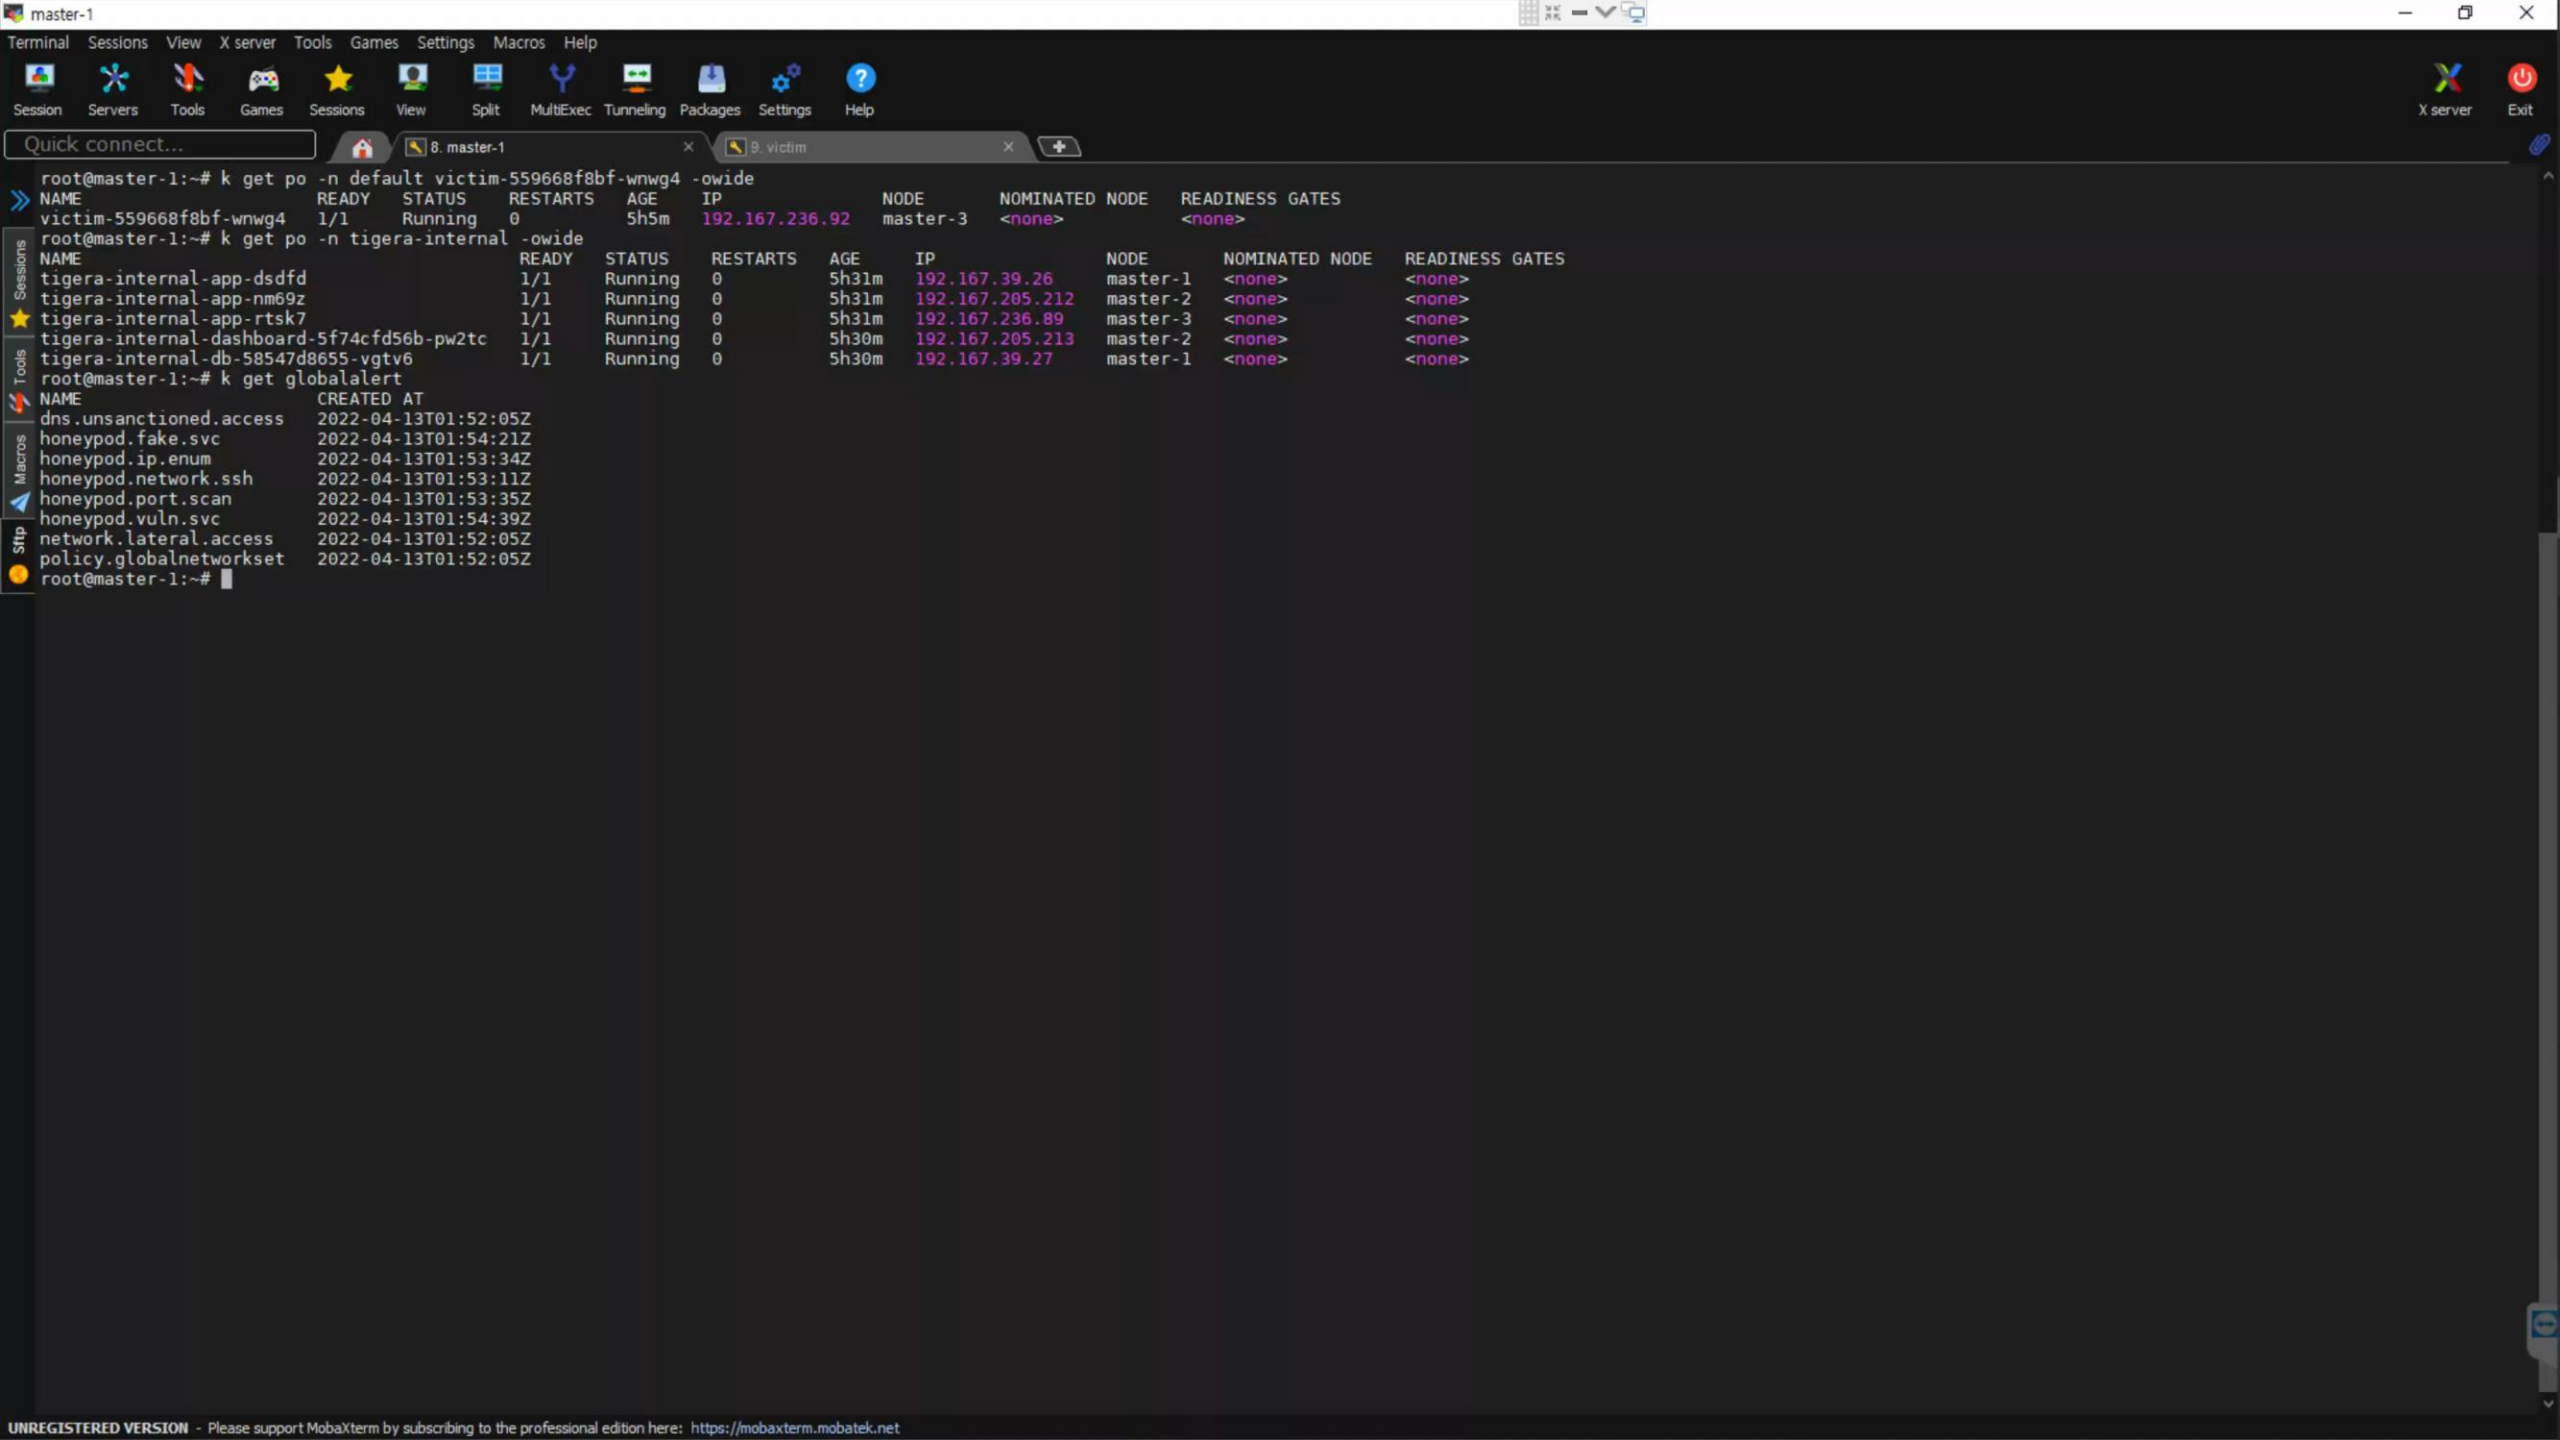 master-1
Terminal Sessions View X server Tools Games Settings Macros Help
Session Servers Tools Games Sessions View Split MultiExec Tunneling Packages Settings Help X server Exit
Quick connect... 8. master-1 9. victim
root@master-1:~# k get po -n default victim-559668f8bf-wnwg4 -owide
NAME READY STATUS RESTARTS AGE IP NODE NOMINATED NODE READINESS GATES
victim-559668f8bf-wnwg4 1/1 Running 0 5h5m 192.167.236.92 master-3 <none> <none>
root@master-1:~# k get po -n tigera-internal -owide
NAME READY STATUS RESTARTS AGE IP NODE NOMINATED NODE READINESS GATES
tigera-internal-app-dsdfd 1/1 Running 0 5h31m 192.167.39.26 master-1 <none> <none>
tigera-internal-app-nm69z 1/1 Running 0 5h31m 192.167.205.212 master-2 <none> <none>
tigera-internal-app-rtsk7 1/1 Running 0 5h31m 192.167.236.89 master-3 <none> <none>
tigera-internal-dashboard-5f74cfd56b-pw2tc 1/1 Running 0 5h30m 192.167.205.213 master-2 <none> <none>
tigera-internal-db-58547d8655-vgtv6 1/1 Running 0 5h30m 192.167.39.27 master-1 <none> <none>
root@master-1:~# k get globalalert
NAME CREATED AT
dns.unsanctioned.access 2022-04-13T01:52:05Z
honeypod.fake.svc 2022-04-13T01:54:21Z
honeypod.ip.enum 2022-04-13T01:53:34Z
honeypod.network.ssh 2022-04-13T01:53:11Z
honeypod.port.scan 2022-04-13T01:53:35Z
honeypod.vuln.svc 2022-04-13T01:54:39Z
network.lateral.access 2022-04-13T01:52:05Z
policy.globalnetworkset 2022-04-13T01:52:05Z
root@master-1:~#
Sessions
Tools
Macros
Sftp
UNREGISTERED VERSION - Please support MobaXterm by subscribing to the professional edition here: https://mobaxterm.mobatek.net